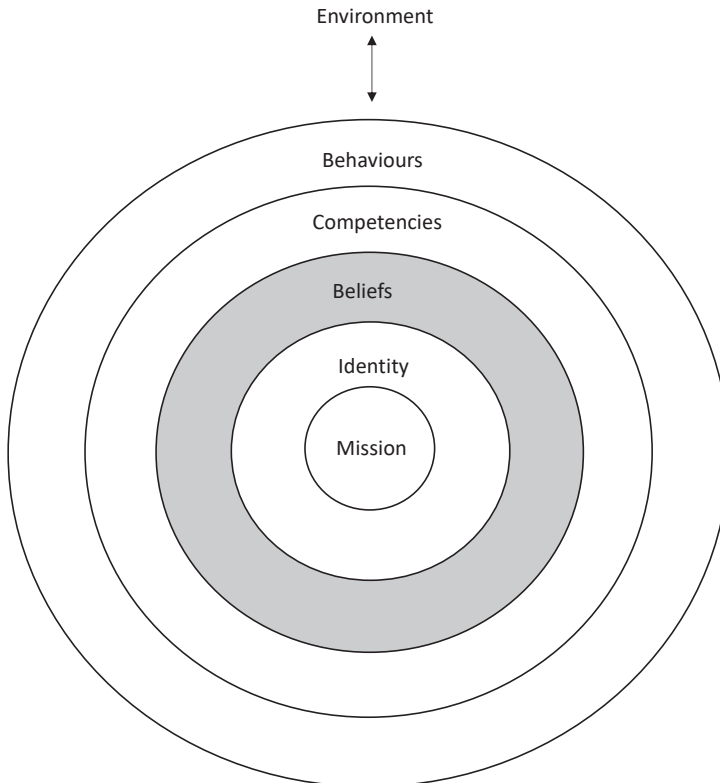 Environment
Behaviours
Competencies
Beliefs
Identity
Mission